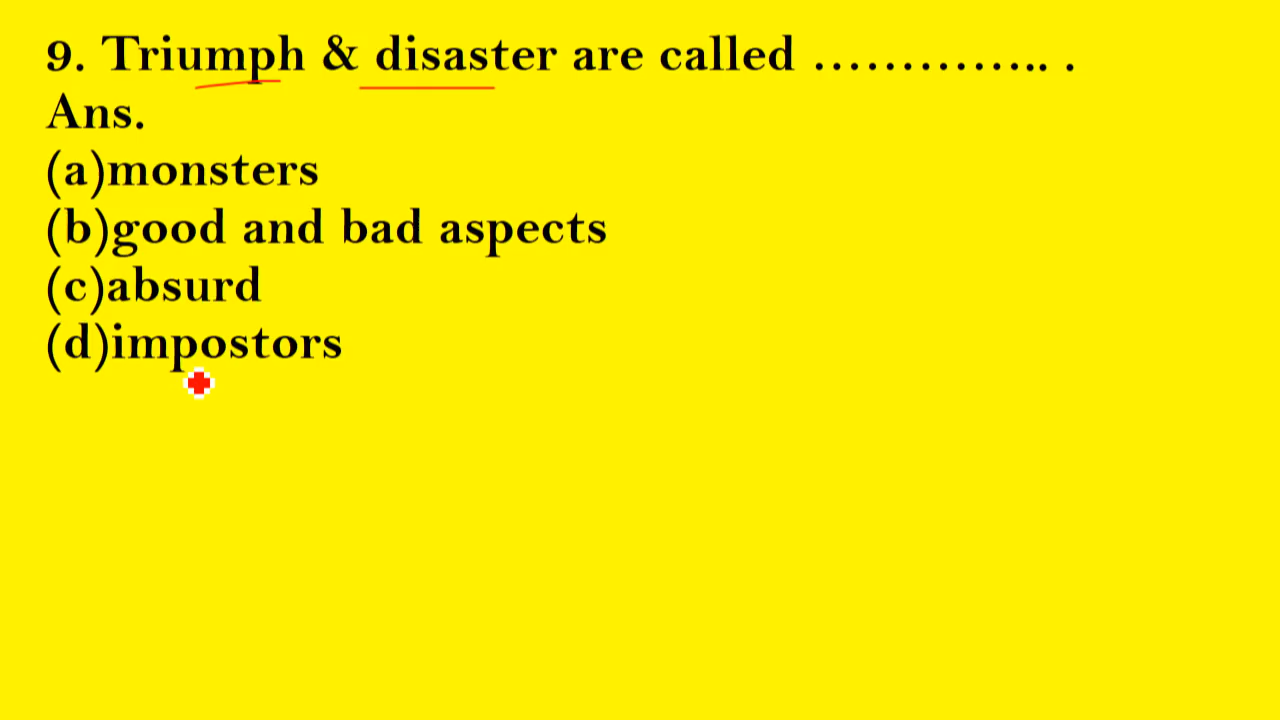 9. Triumph & disaster are called ………….. .
Ans.
(a)monsters
(b)good and bad aspects
(c)absurd
(d)impostors